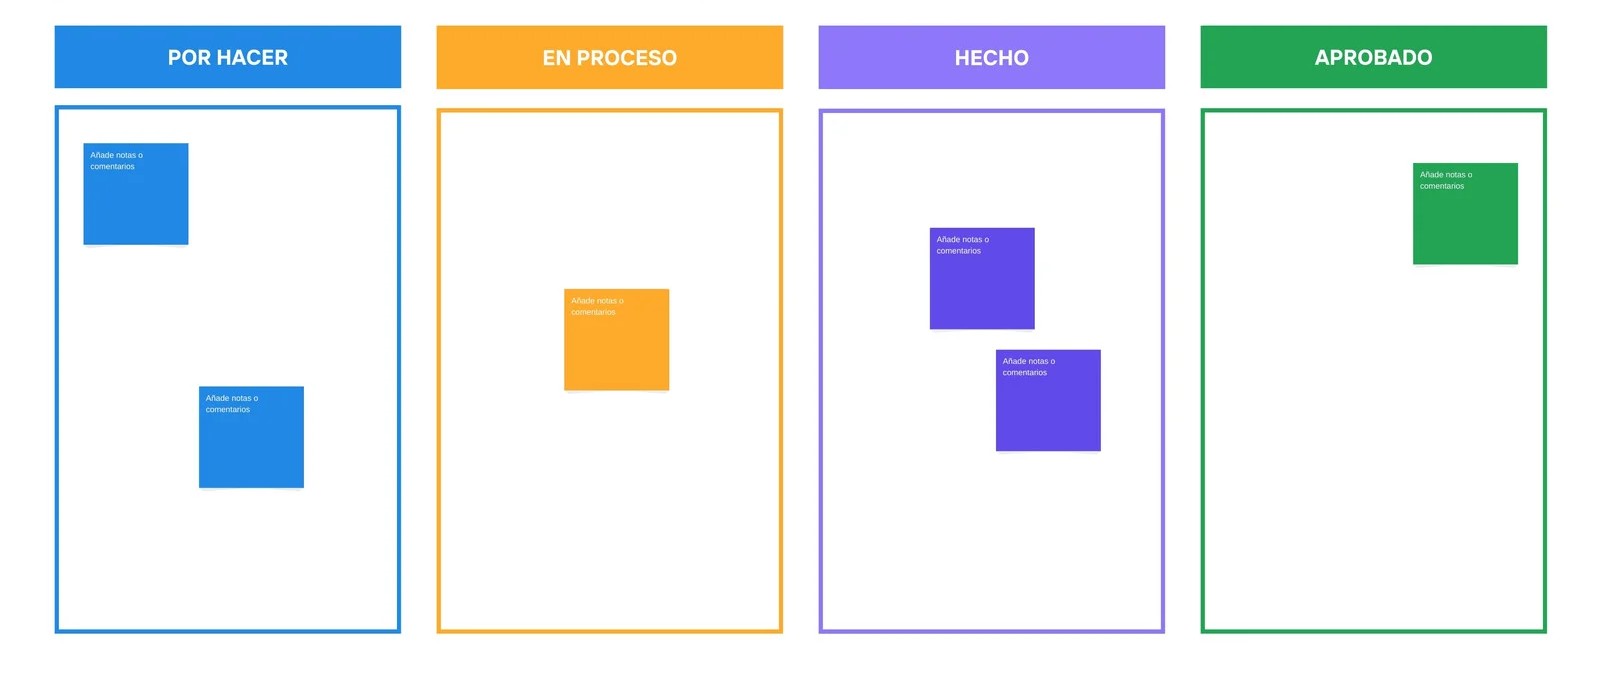 POR HACER
EN PROCESO
HECHO
APROBADO
Añade notas o
comentarios
Añade notas o
comentarios
Añade notas o
comentarios
Añade notas o
comentarios
Añade notas o
comentarios
Añade notas o
comentarios